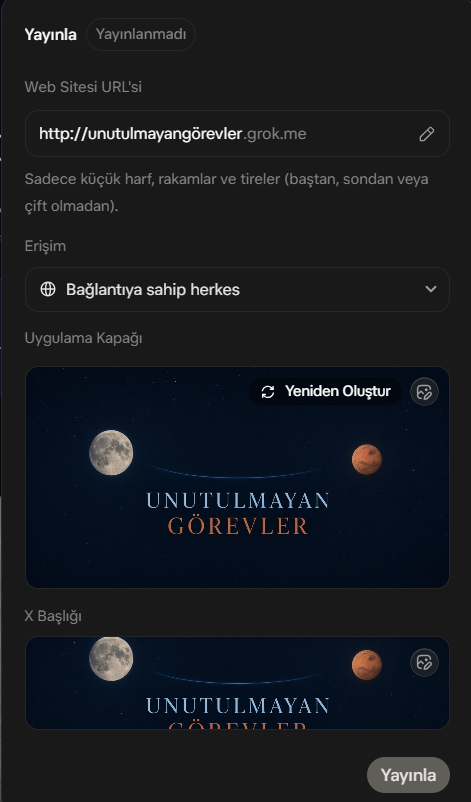 Yayınla Yayınlanmadı
Web Sitesi URL'si
http://unutulmayangörevler.grok.me
Sadece küçük harf, rakamlar ve tireler (baştan, sondan veya
çift olmadan).
Erişim
Bağlantıya sahip herkes
Uygulama Kapağı
Yeniden Oluştur
UNUTULMAYAN
GÖREVLER
X Başlığı
UNUTULMAYAN
GÖREVLER
Yayınla